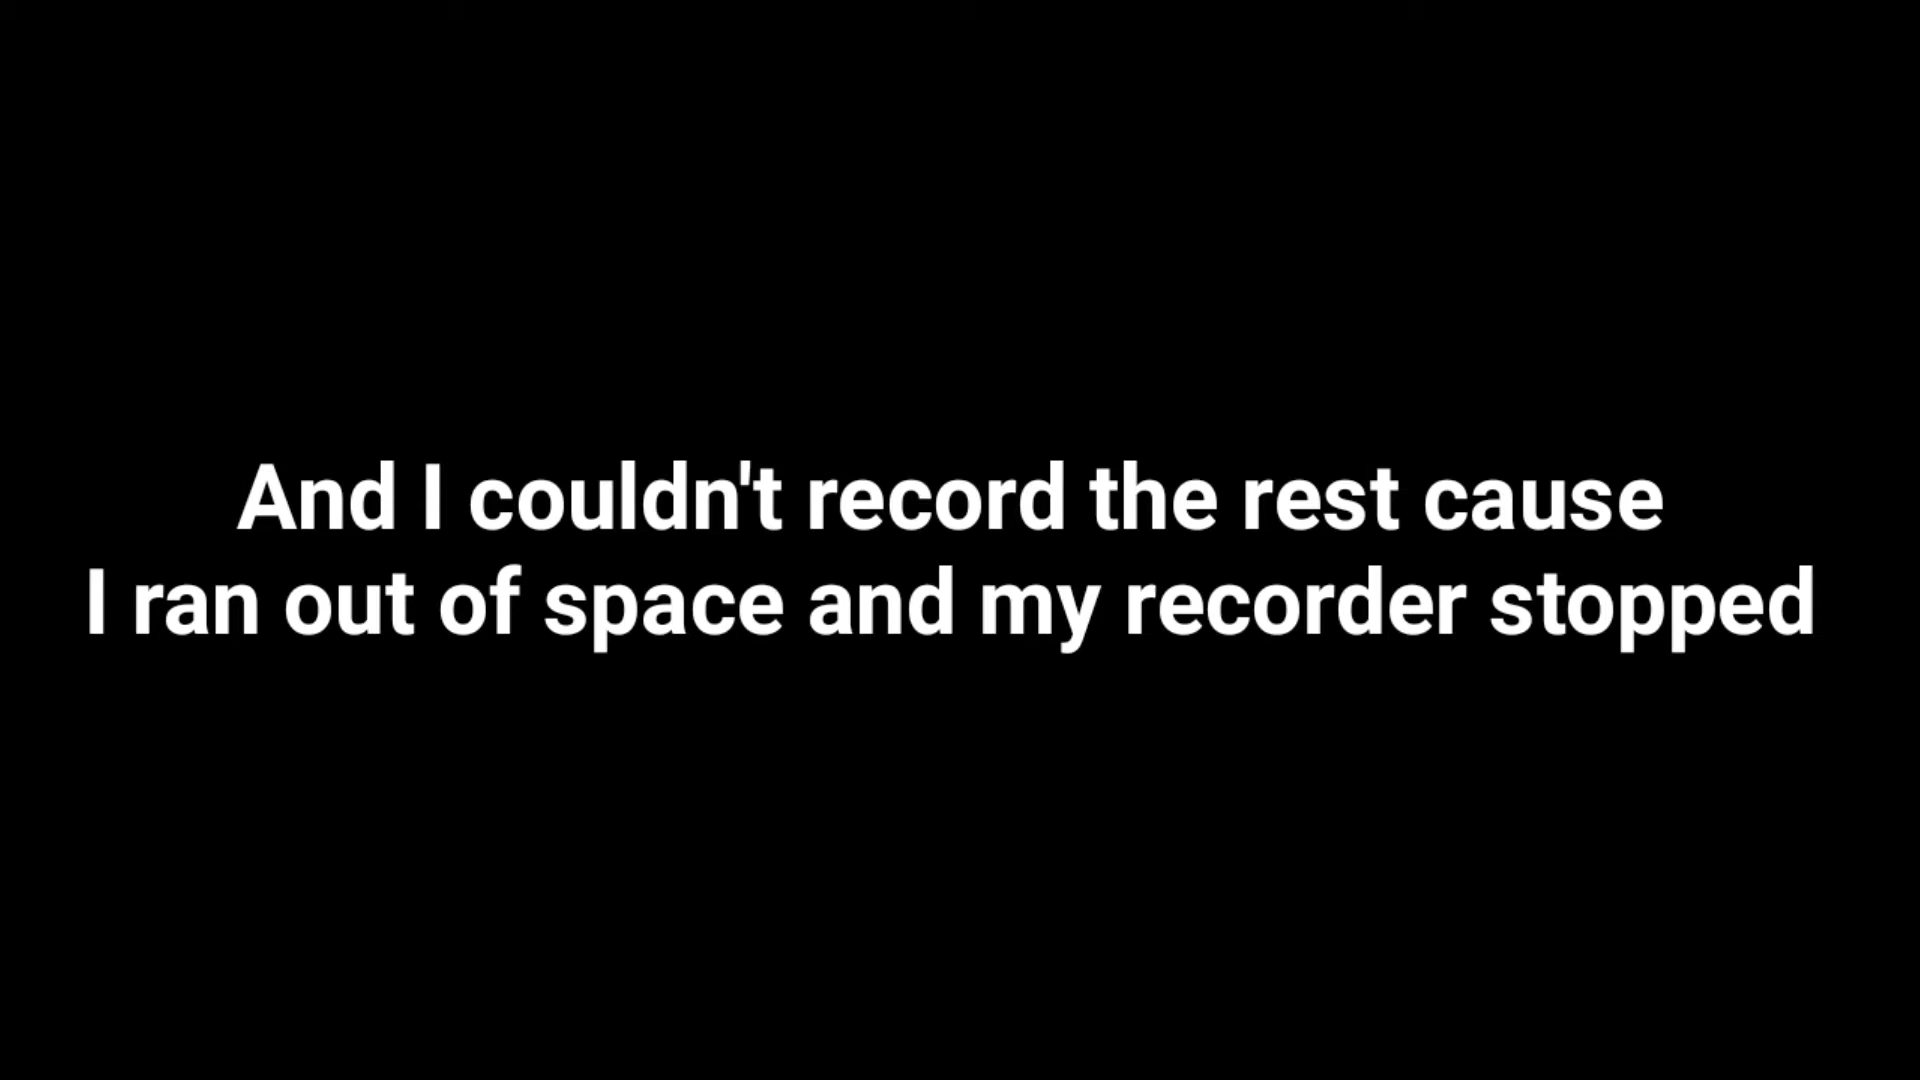 And I couldn't record the rest cause
I ran out of space and my recorder stopped